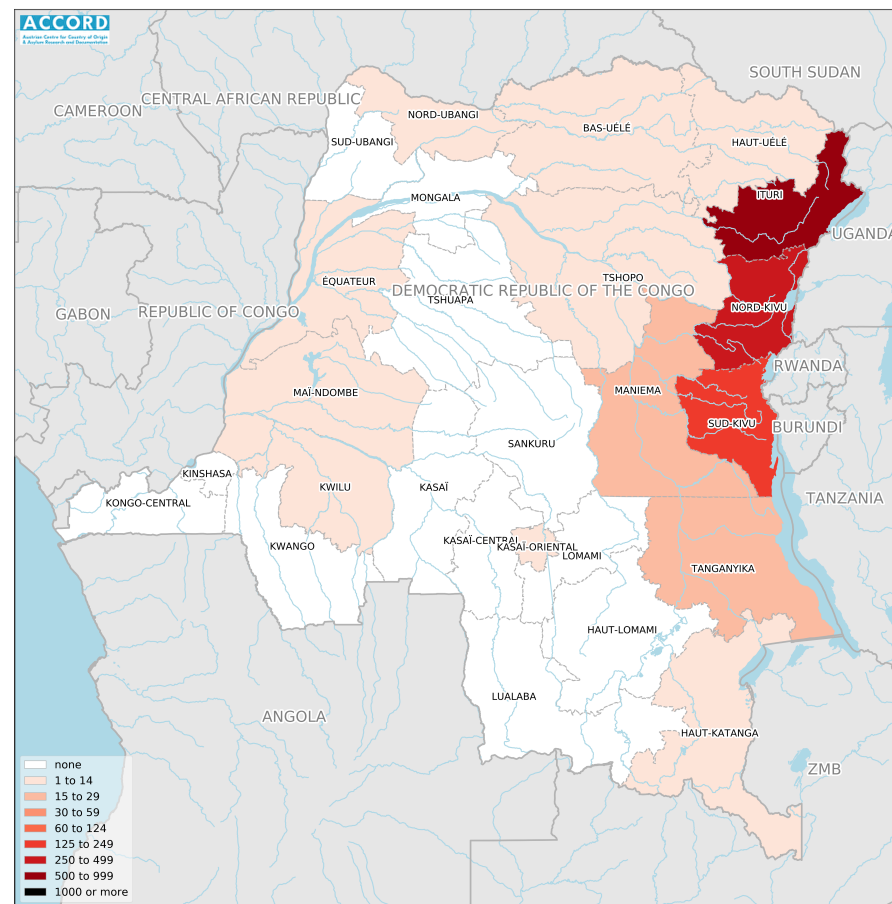 ACCORD
Austrian Centre for Country of Origin
& Asylum Research and Documentation
SOUTH SUDAN
CENTRAL AFRICAN REPUBLIC
CAMEROON
NORD-UBANGI
BAS-UÉLÉ
SUD-UBANGI
HAUT-UÉLÉ
ITURI
MONGALA
UGANDA
TSHOPO
ÉQUATEUR
DEMOCRATIC REPUBLIC OF THE CONGO
TSHUAPA
NORD-KIVU
GABON
REPUBLIC OF CONGO
RWANDA
MANIEMA
MAÏ-NDOMBE
SUD-KIVU
BURUNDI
SANKURU
KINSHASA
KWILU
KASAÏ
TANZANIA
KONGO-CENTRAL
KASAÏ-CENTRAL
KWANGO
KASAÏ-ORIENTAL
LOMAMI
TANGANYIKA
HAUT-LOMAMI
LUALABA
ANGOLA
HAUT-KATANGA
ZMB
none
1 to 14
15 to 29
30 to 59
60 to 124
125 to 249
250 to 499
500 to 999
1000 or more